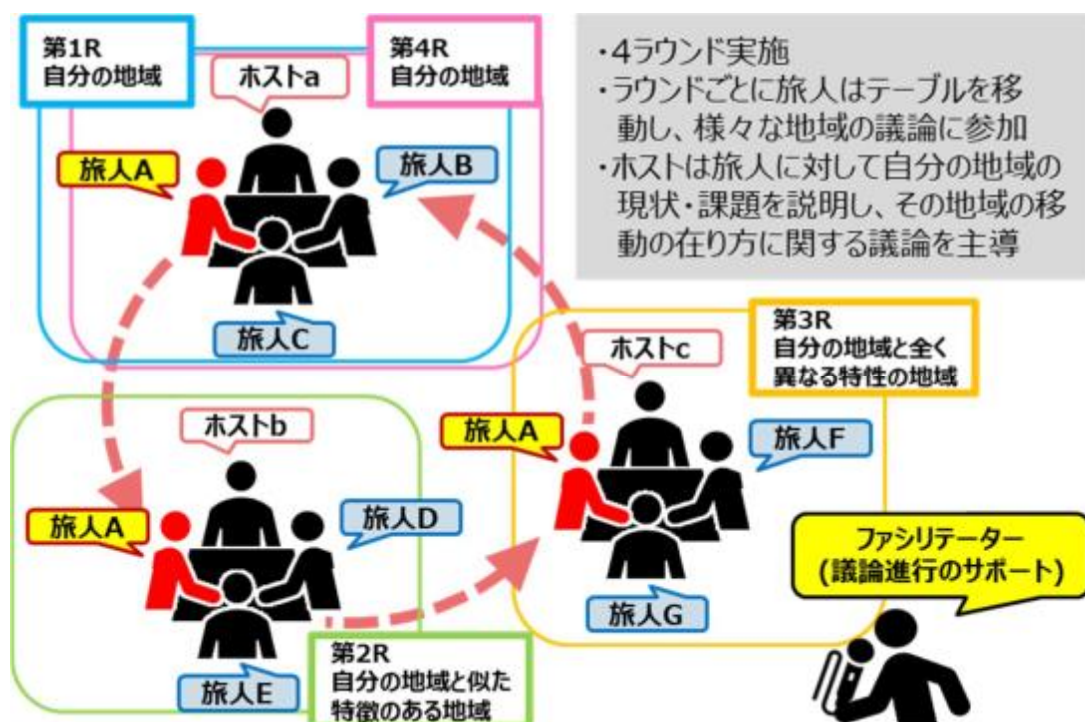 第1R
自分の地域
第4R
自分の地域
ホストa
旅人A
旅人B
旅人C
・4ラウンド実施
・ラウンドごとに旅人はテーブルを移
動し、様々な地域の議論に参加
・ホストは旅人に対して自分の地域の
現状・課題を説明し、その地域の移
動の在り方に関する議論を主導
ホストb
旅人A
旅人D
旅人E
第2R
自分の地域と似た
特徴のある地域
第3R
自分の地域と全く
異なる特性の地域
ホストc
旅人A
旅人F
旅人G
ファシリテーター
(議論進行のサポート)